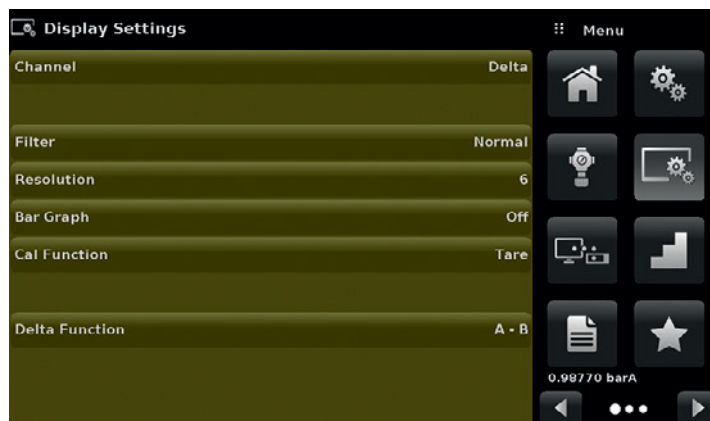 Display Settings
Menu
Channel Delta
Filter Normal
Resolution 6
Bar Graph Off
Cal Function Tare
Delta Function A - B
0.98770 barA